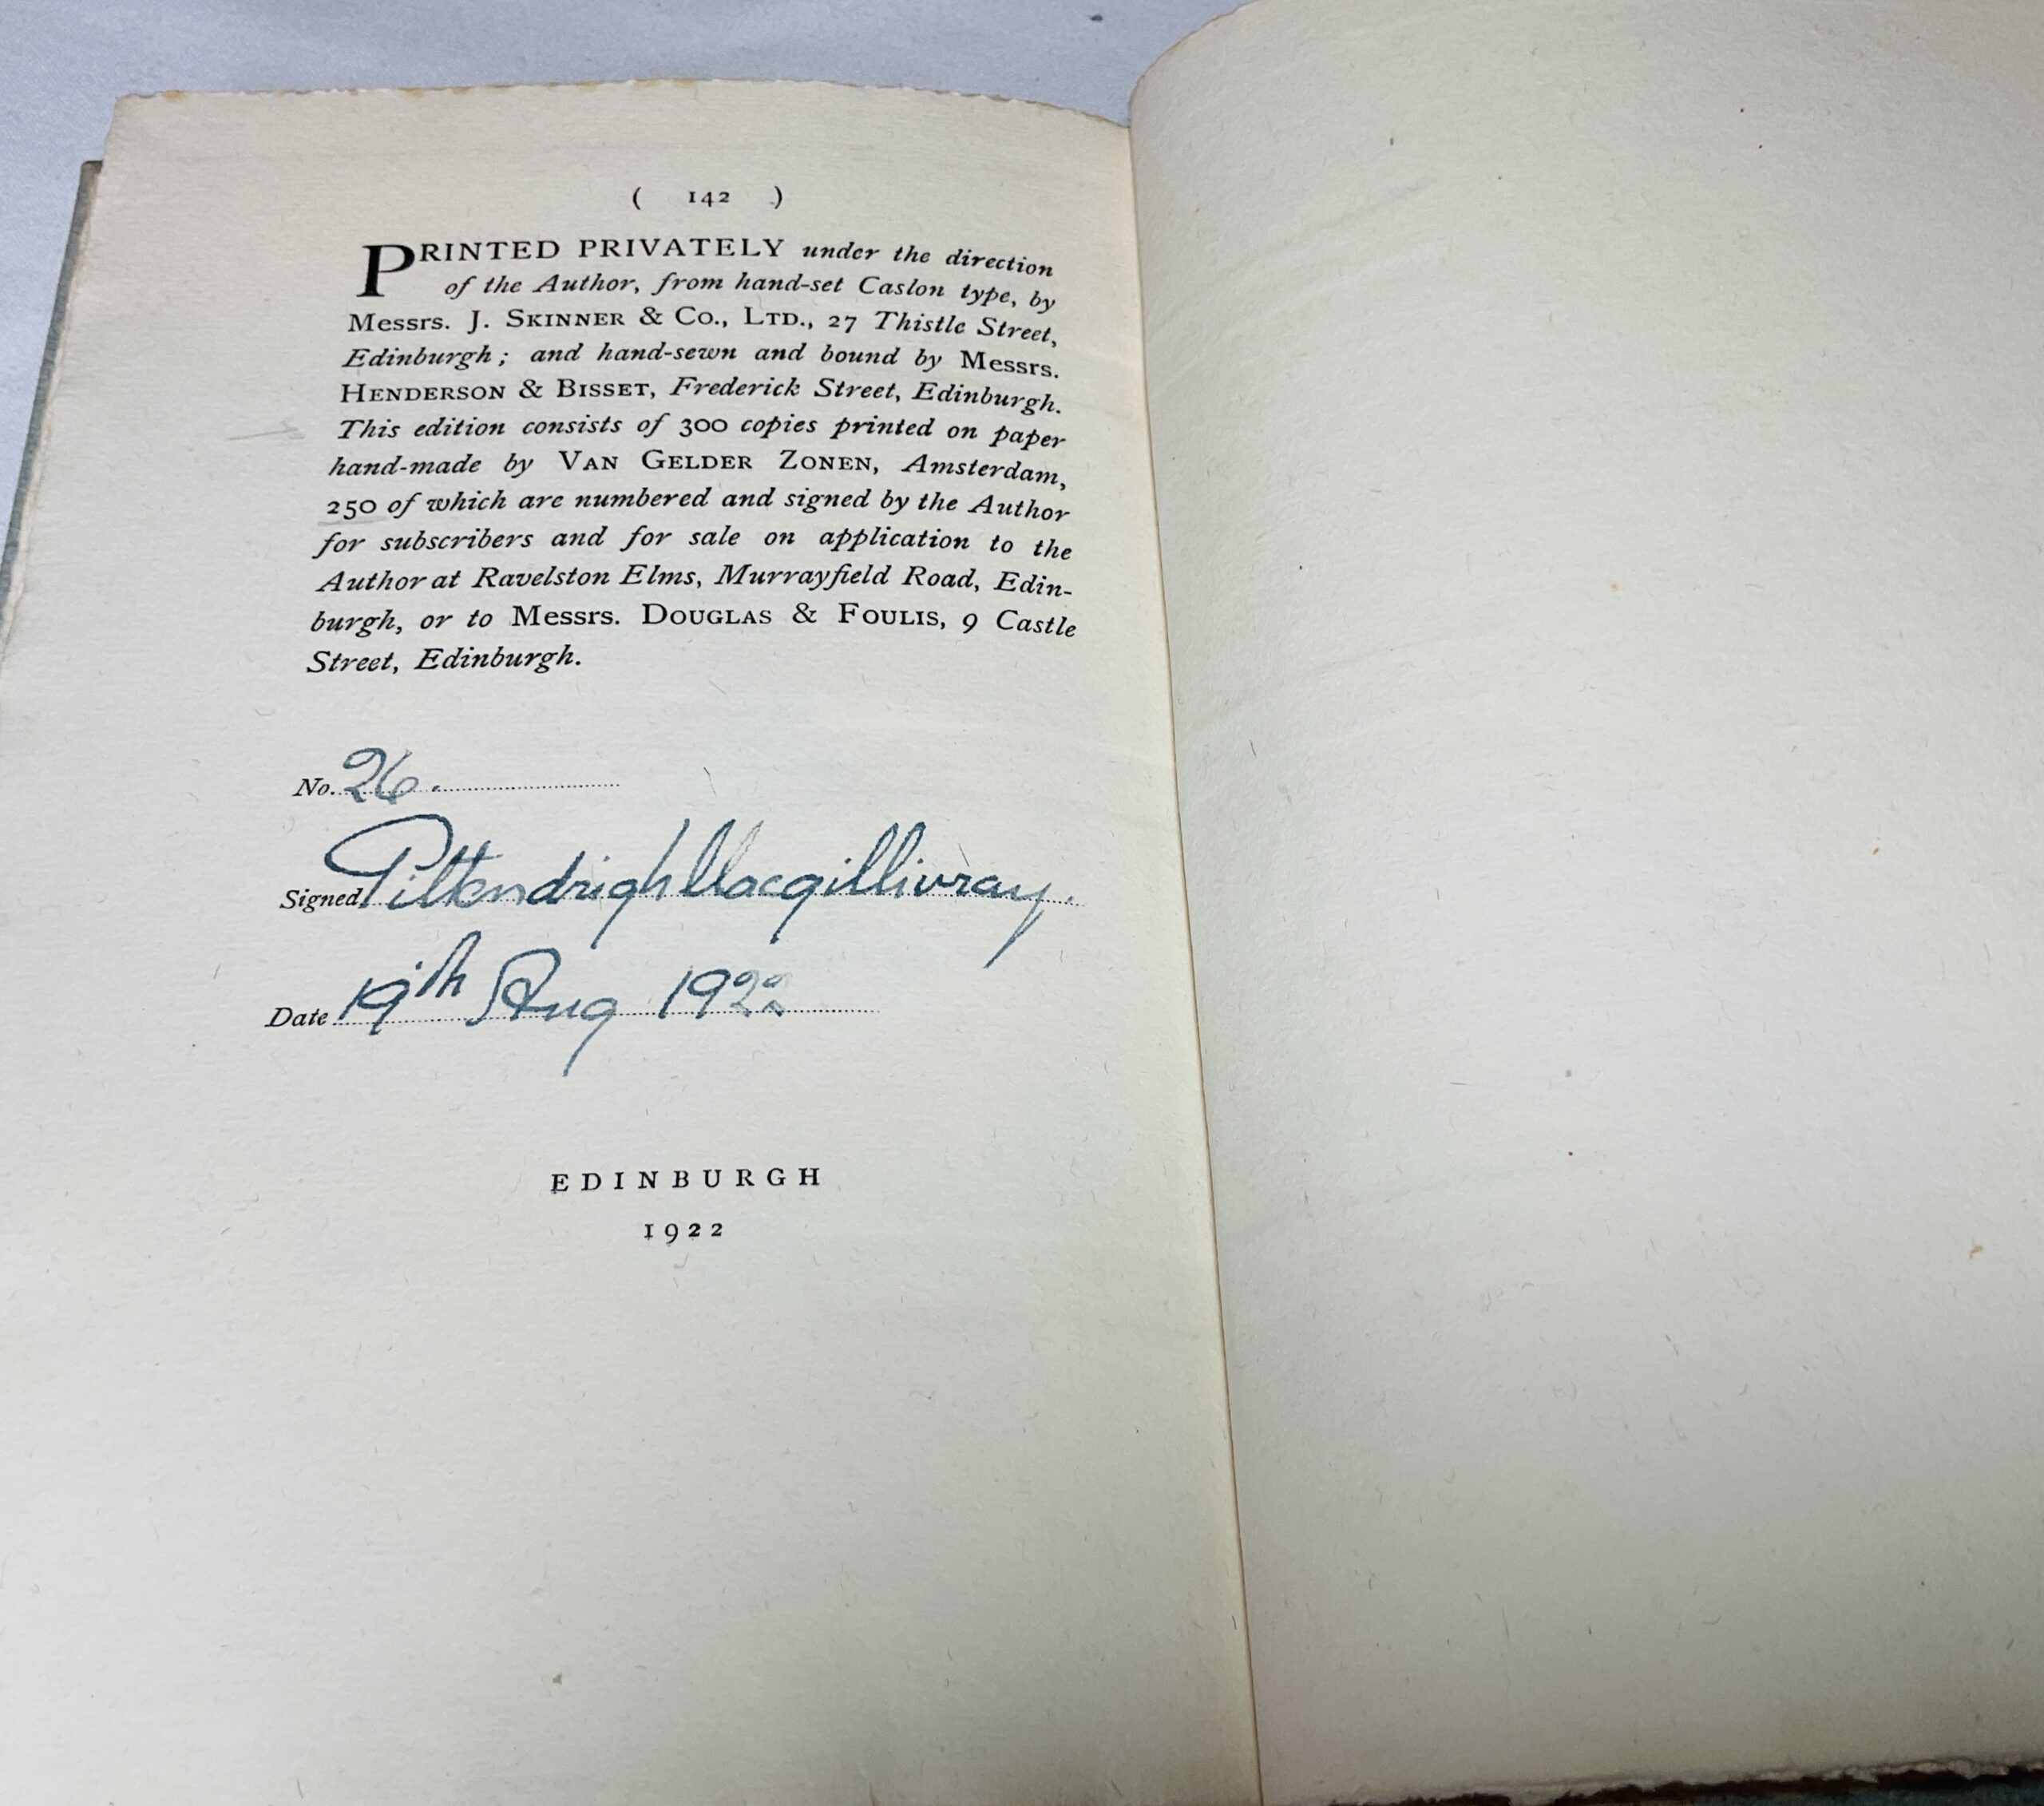 ( 142 )
PRINTED PRIVATELY under the direction
of the Author, from hand-set Caslon type, by
Messrs. J. SKINNER & Co., LTD., 27 Thistle Street,
Edinburgh; and hand-sewn and bound by Messrs.
HENDERSON & BISSET, Frederick Street, Edinburgh.
This edition consists of 300 copies printed on paper
hand-made by VAN GELDER ZONEN, Amsterdam,
250 of which are numbered and signed by the Author
for subscribers and for sale on application to the
Author at Ravelston Elms, Murrayfield Road, Edin-
burgh, or to Messrs. DOUGLAS & FOULIS, 9 Castle
Street, Edinburgh.
No. 26.
Signed Pittendrigh Macgillivray.
Date 19th Aug 1922
EDINBURGH
1922